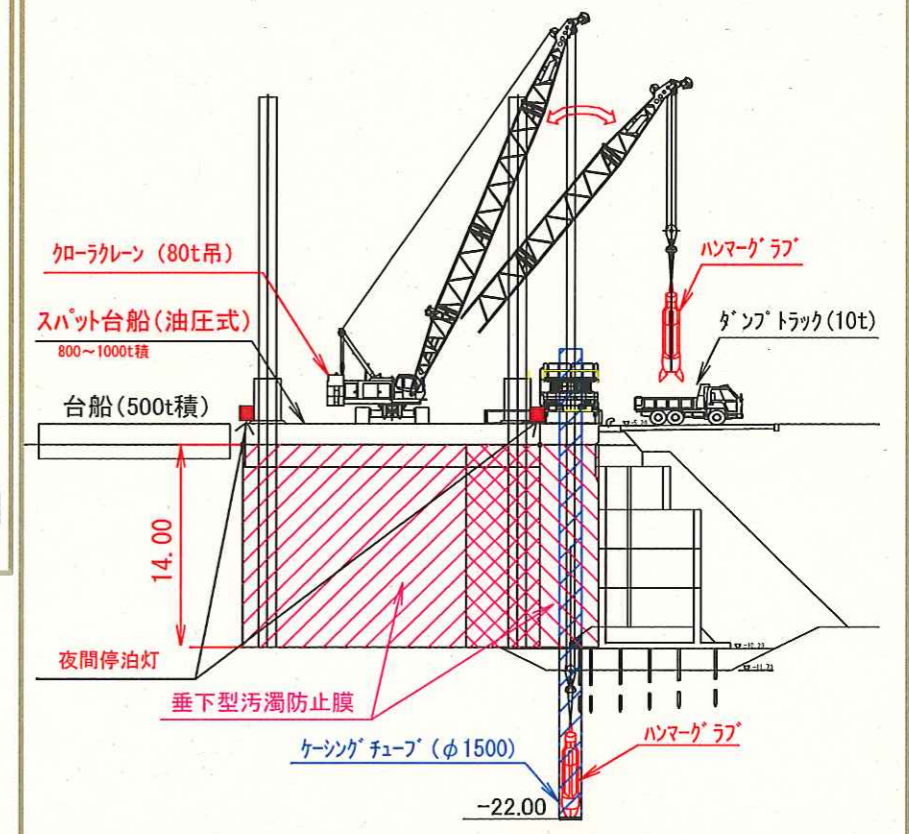 クローラクレーン (80t吊)
ハンマーグラブ
スパット台船(油圧式)
800～1000t積
ダンプトラック(10t)
台船(500t積)
14.00
夜間停泊灯
垂下型汚濁防止膜
ケーシングチューブ(φ1500)
ハンマーグラブ
-22.00